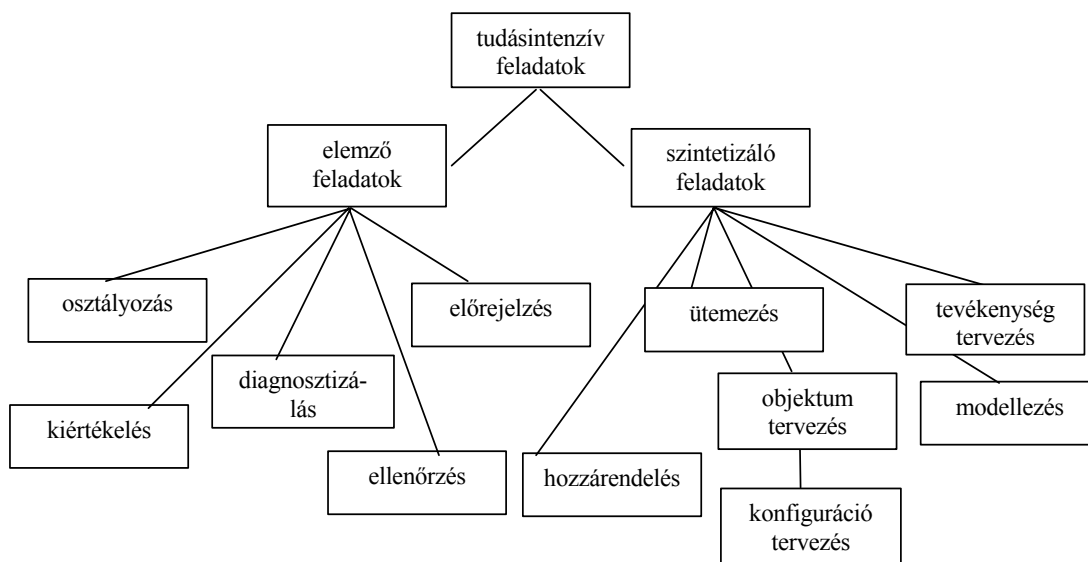 tudásintenzív
feladatok
elemző
feladatok
szintetizáló
feladatok
osztályozás
előrejelzés
ütemezés
tevékenység
tervezés
kiértékelés
diagnosztizá-
lás
objektum
tervezés
modellezés
ellenőrzés
hozzárendelés
konfiguráció
tervezés